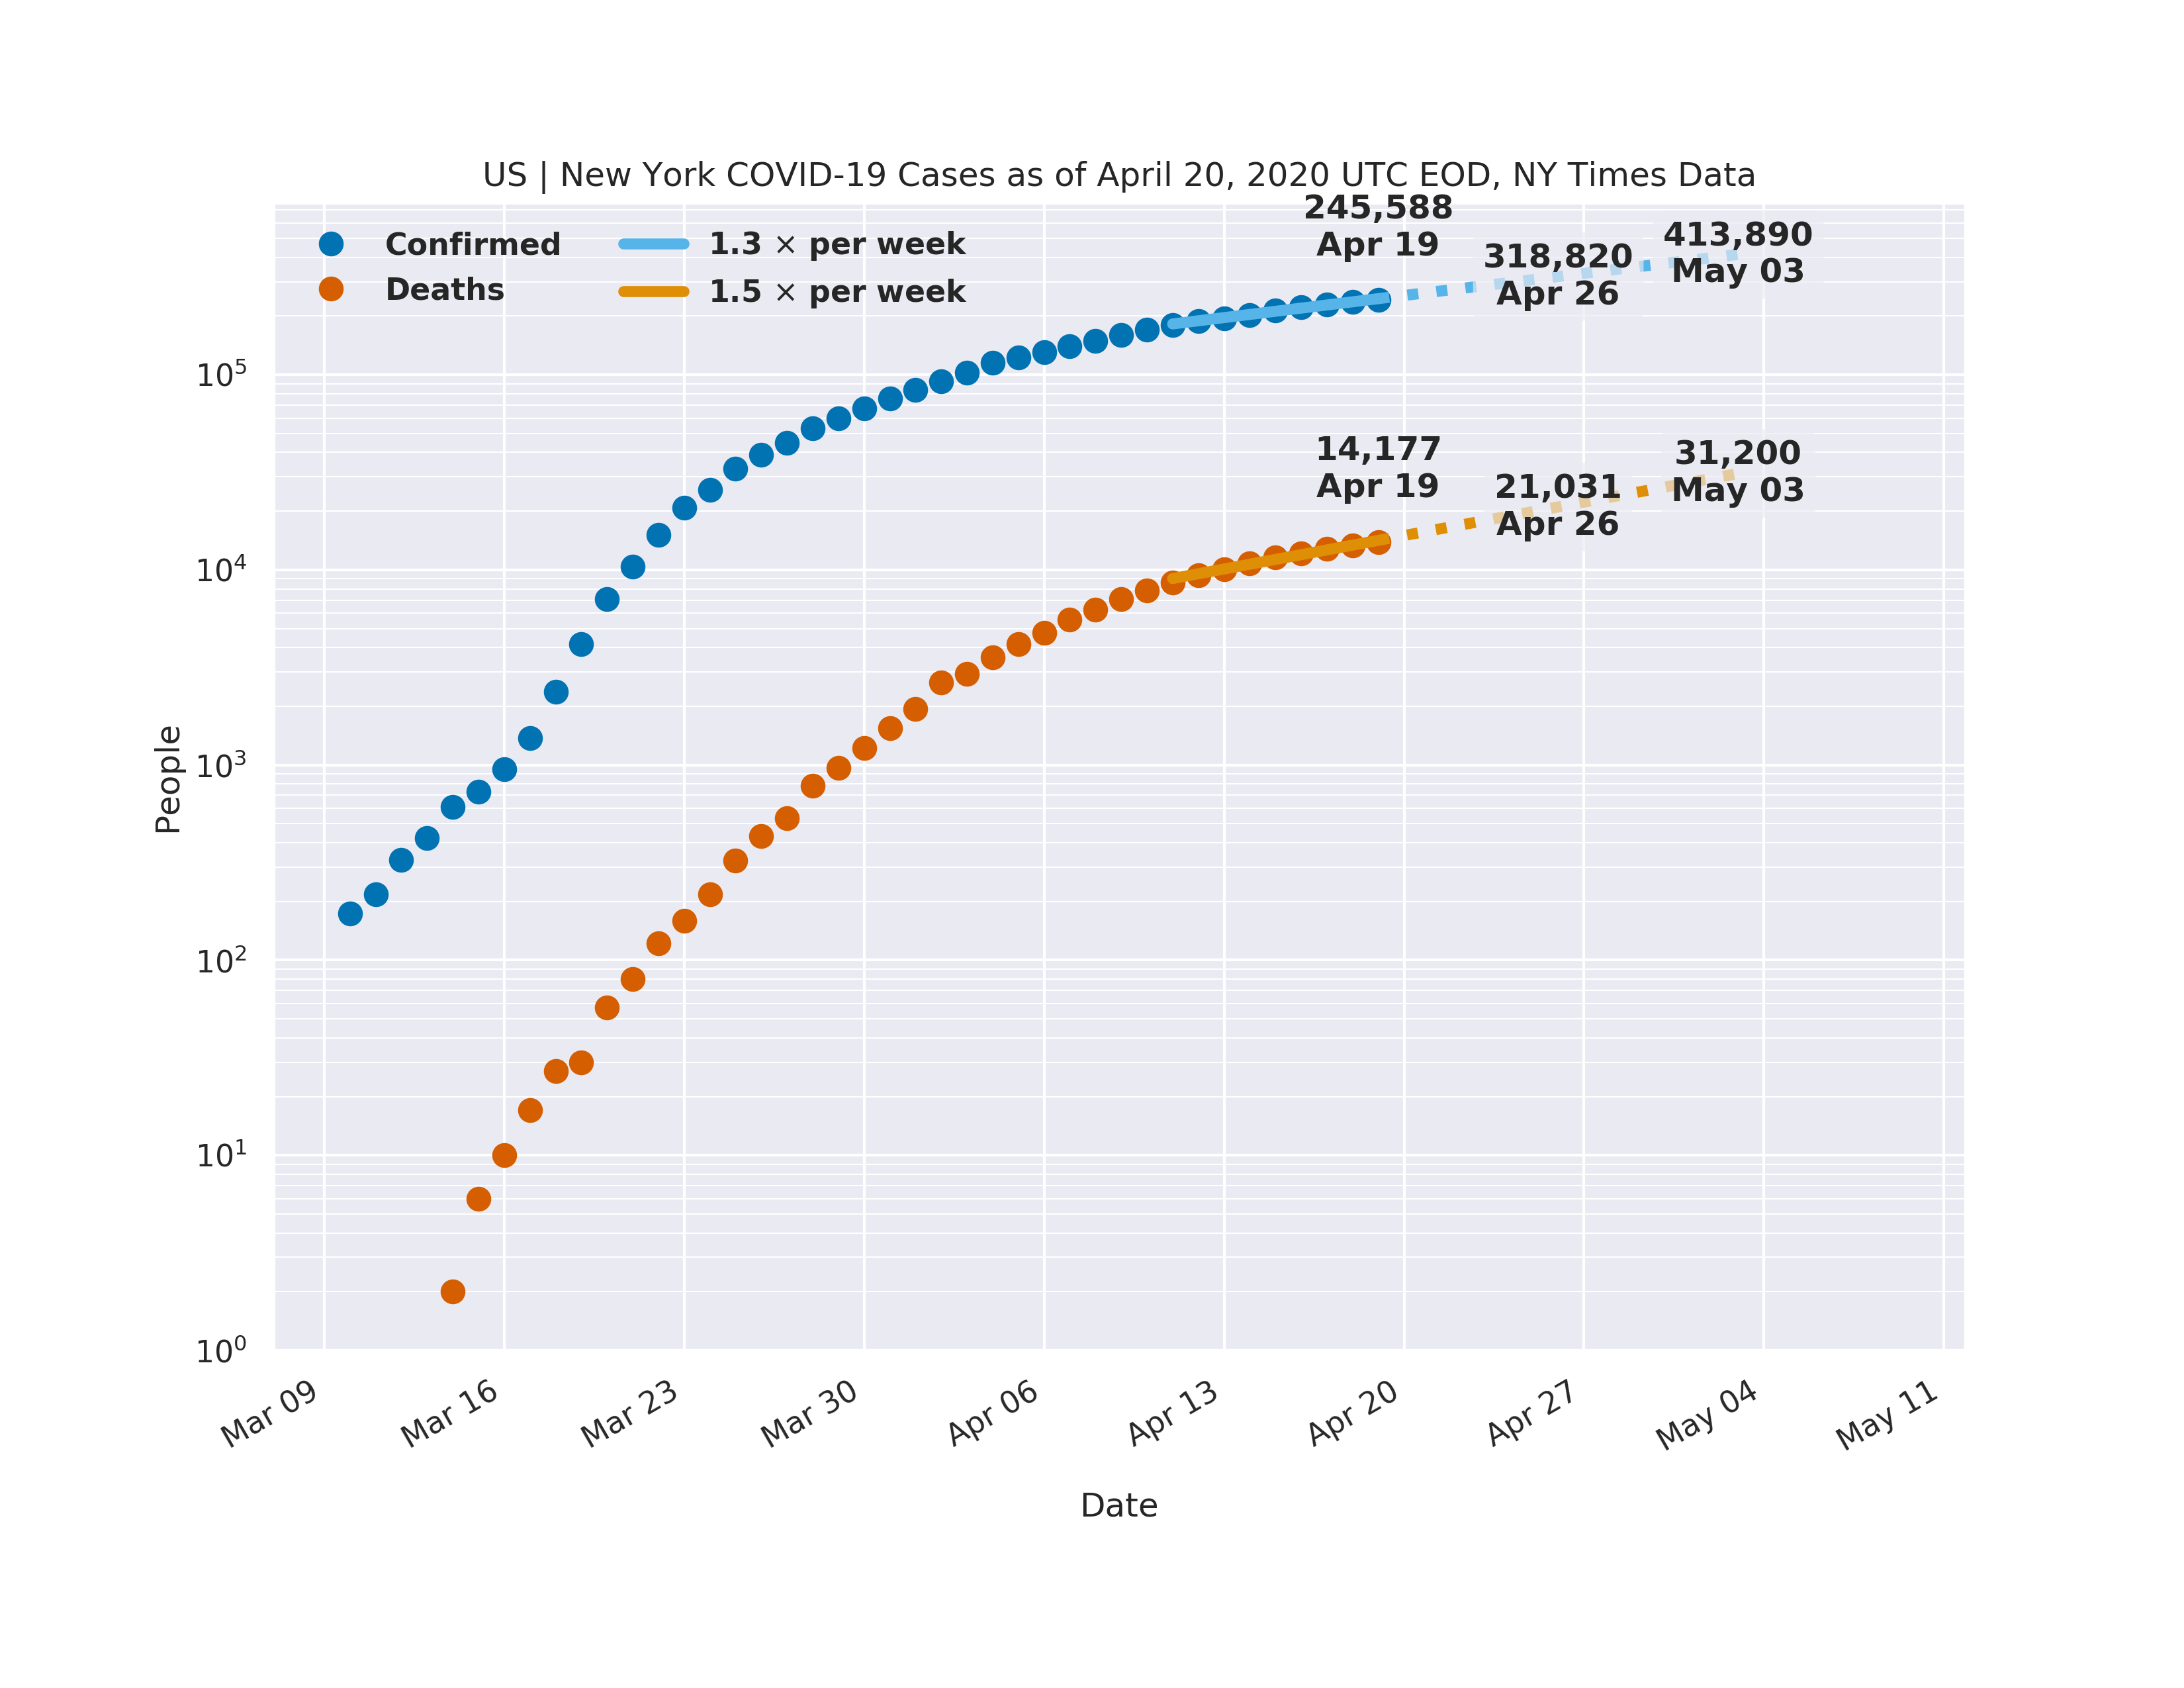 US | New York COVID-19 Cases as of April 20, 2020 UTC EOD, NY Times Data
Confirmed
Deaths
1.3 × per week
1.5 × per week
245,588
Apr 19
318,820
Apr 26
413,890
May 03
14,177
Apr 19
21,031
Apr 26
31,200
May 03
People
10⁵
10⁴
10³
10²
10¹
10⁰
Mar 09
Mar 16
Mar 23
Mar 30
Apr 06
Apr 13
Apr 20
Apr 27
May 04
May 11
Date